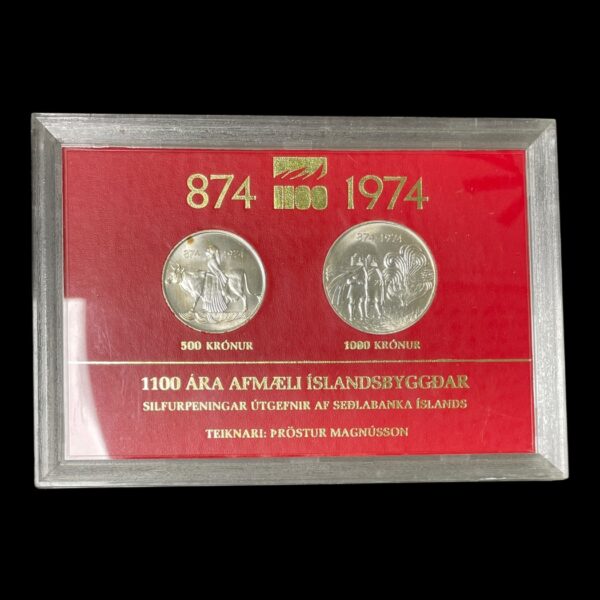 874 1100 1974
874 1974
874 1974
500 KRÓNUR
1000 KRÓNUR
1100 ÁRA AFMÆLI ÍSLANDSBYGGÐAR
SILFURPENINGAR ÚTGEFNIR AF SEÐLABANKA ÍSLANDS
TEIKNARI: ÞRÖSTUR MAGNÚSSON